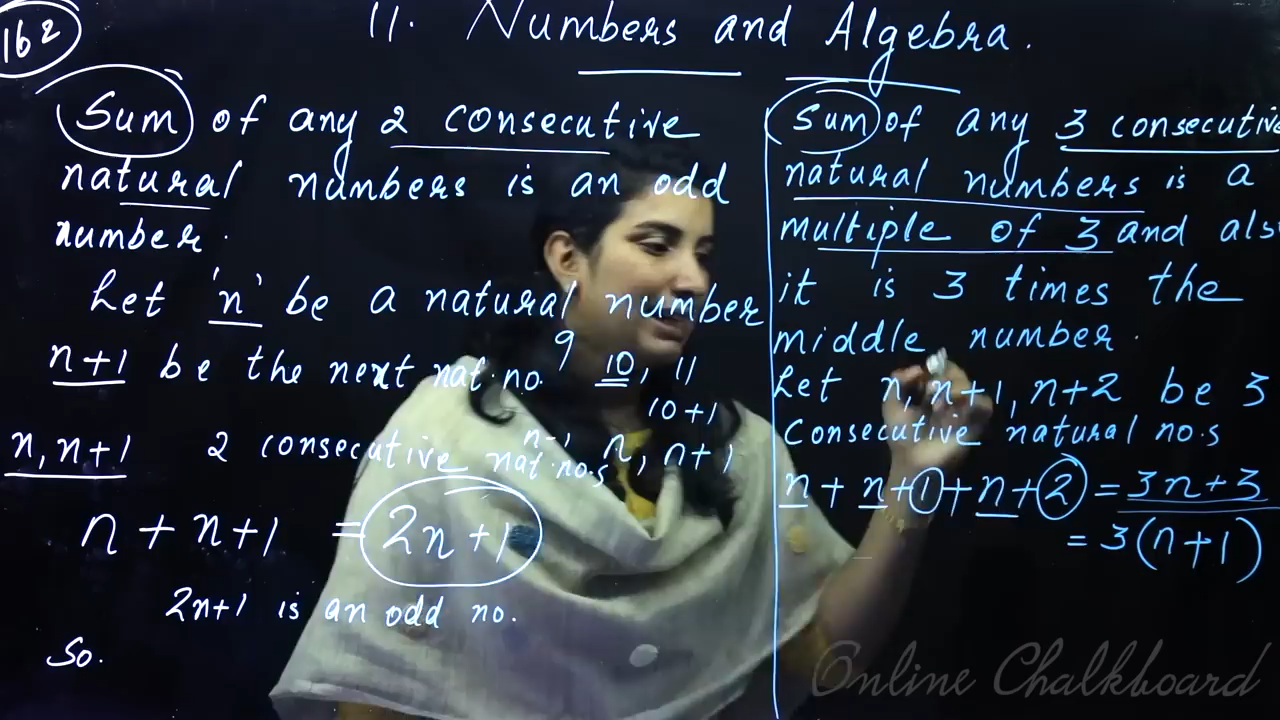 162
11. Numbers and Algebra.
Sum of any 2 consecutive
natural numbers is an odd
number.
Let 'n' be a natural number
n+1 be the next nat.no. 9 10, 11
10+1
n, n+1 2 consecutive nat.no.s n-1 n, n+1
n + n+1 = 2n+1
2n+1 is an odd no.
So.
Sum of any 3 consecutive
natural numbers is a
multiple of 3 and als
it is 3 times the
middle number.
Let n, n+1, n+2 be 3
Consecutive natural no.s
n + n+1+n+2 = 3n+3
= 3(n+1)
Online Chalkboard